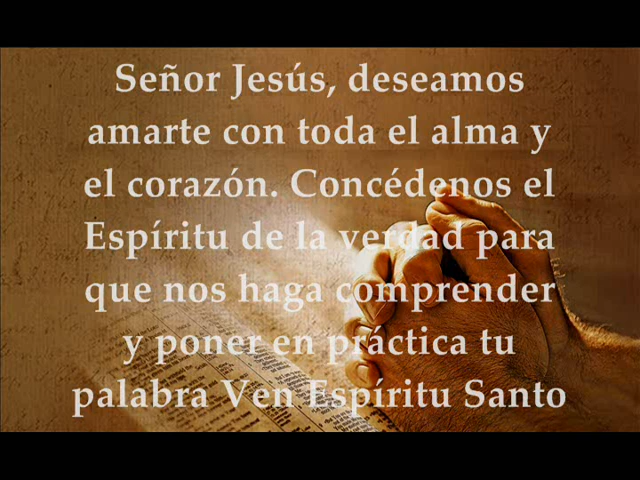 Señor Jesús, deseamos
amarte con toda el alma y
el corazón. Concédenos el
Espíritu de la verdad para
que nos haga comprender
y poner en práctica tu
palabra Ven Espíritu Santo